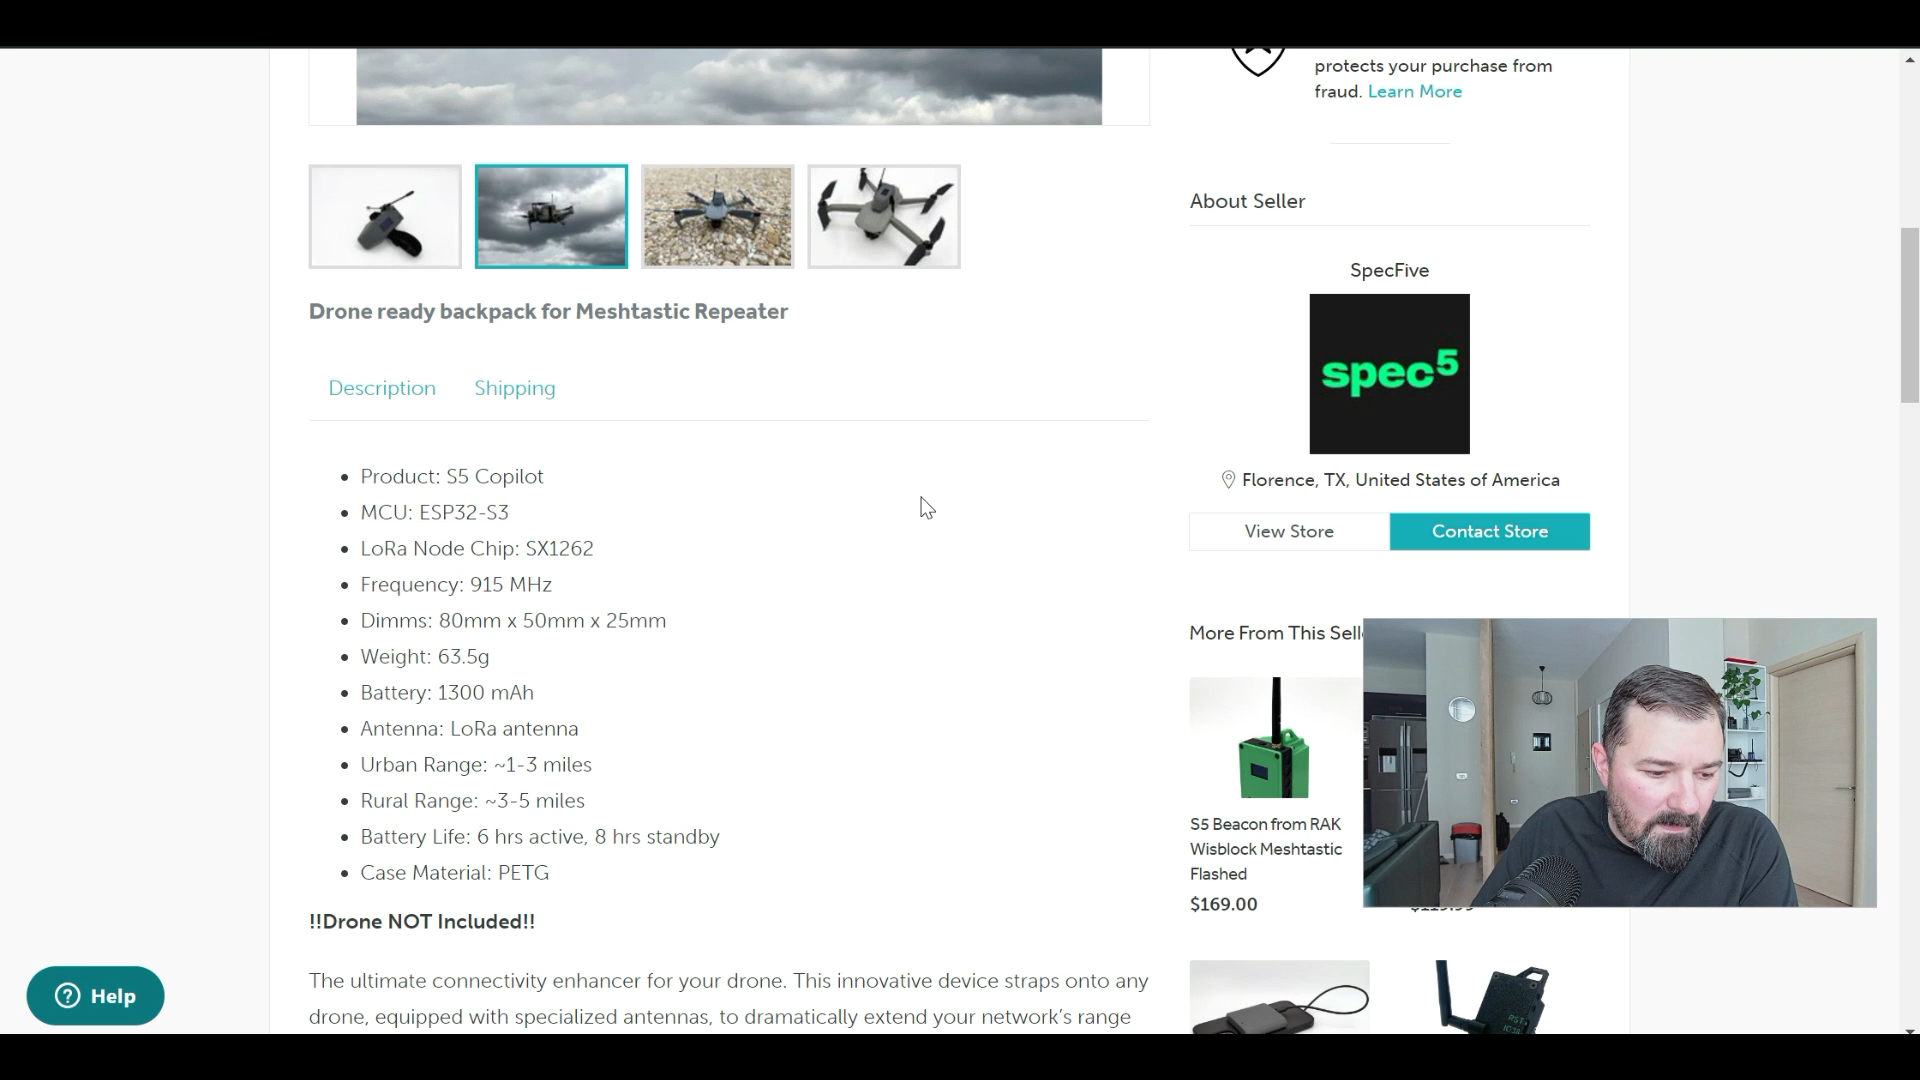 protects your purchase from
fraud. Learn More
Drone ready backpack for Meshtastic Repeater
Description
Shipping
Product: S5 Copilot
MCU: ESP32-S3
LoRa Node Chip: SX1262
Frequency: 915 MHz
Dimms: 80mm x 50mm x 25mm
Weight: 63.5g
Battery: 1300 mAh
Antenna: LoRa antenna
Urban Range: ~1-3 miles
Rural Range: ~3-5 miles
Battery Life: 6 hrs active, 8 hrs standby
Case Material: PETG
!!Drone NOT Included!!
The ultimate connectivity enhancer for your drone. This innovative device straps onto any
drone, equipped with specialized antennas, to dramatically extend your network's range
About Seller
SpecFive
spec5
Florence, TX, United States of America
View Store
Contact Store
More From This
S5 Beacon from RAK
Wisblock Meshtastic
Flashed
$169.00
Help